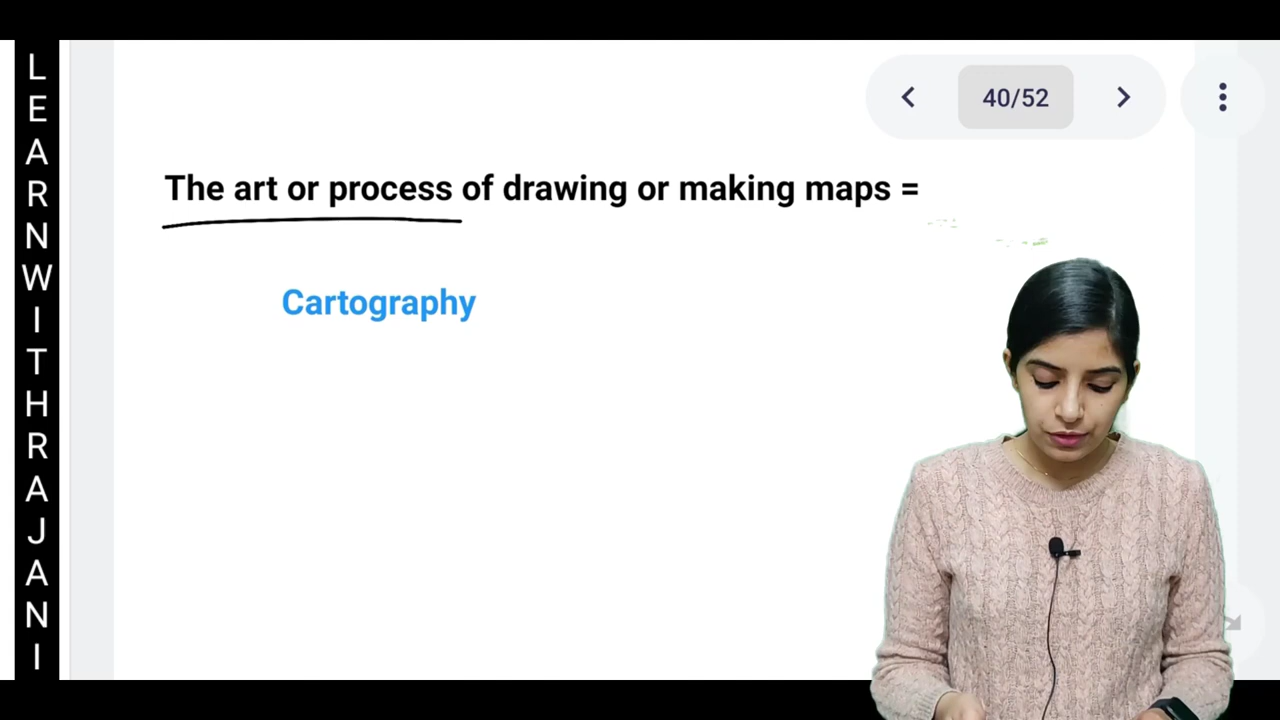 LEARNWITHRAJANI
40/52
The art or process of drawing or making maps =
Cartography